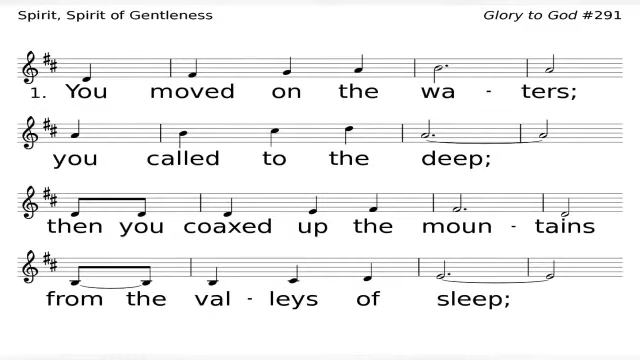 Spirit, Spirit of Gentleness
Glory to God #291
1. You moved on the wa - ters;
you called to the deep;
then you coaxed up the moun - tains
from the val - leys of sleep;